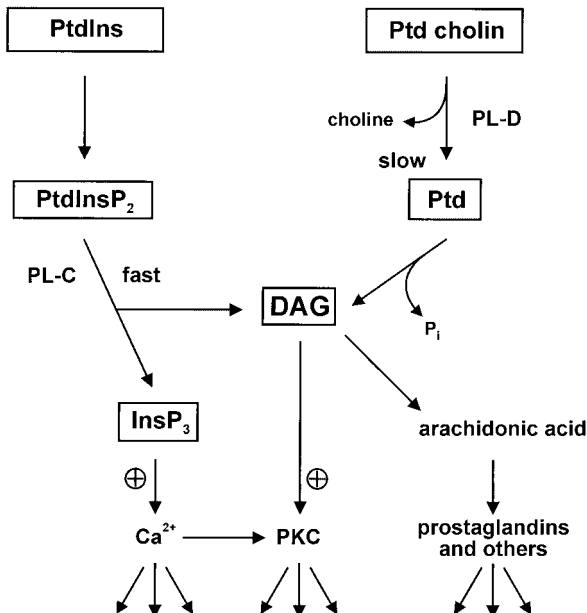 PtdIns
Ptd cholin
choline
PL-D
slow
PtdInsP2
Ptd
PL-C
fast
DAG
Pi
InsP3
arachidonic acid
⊕
⊕
Ca2+
PKC
prostaglandins
and others